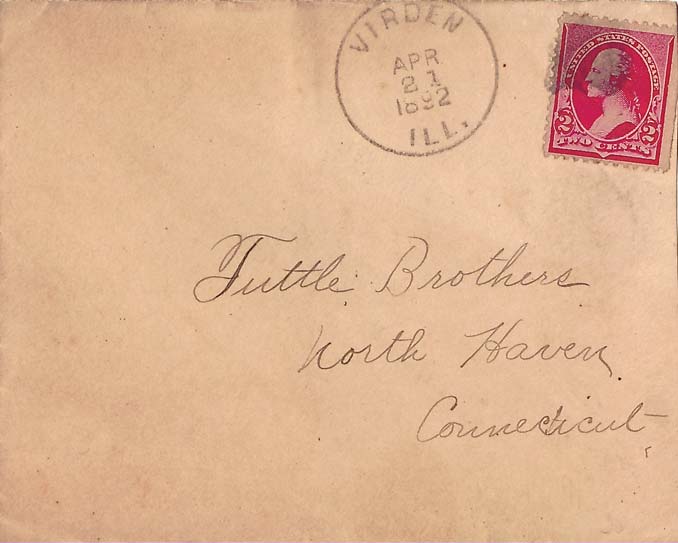 VIRDEN
APR
21
1892
ILL.
UNITED STATES POSTAGE
2 2
TWO CENTS
Tuttle Brothers
North Haven
Connecticut